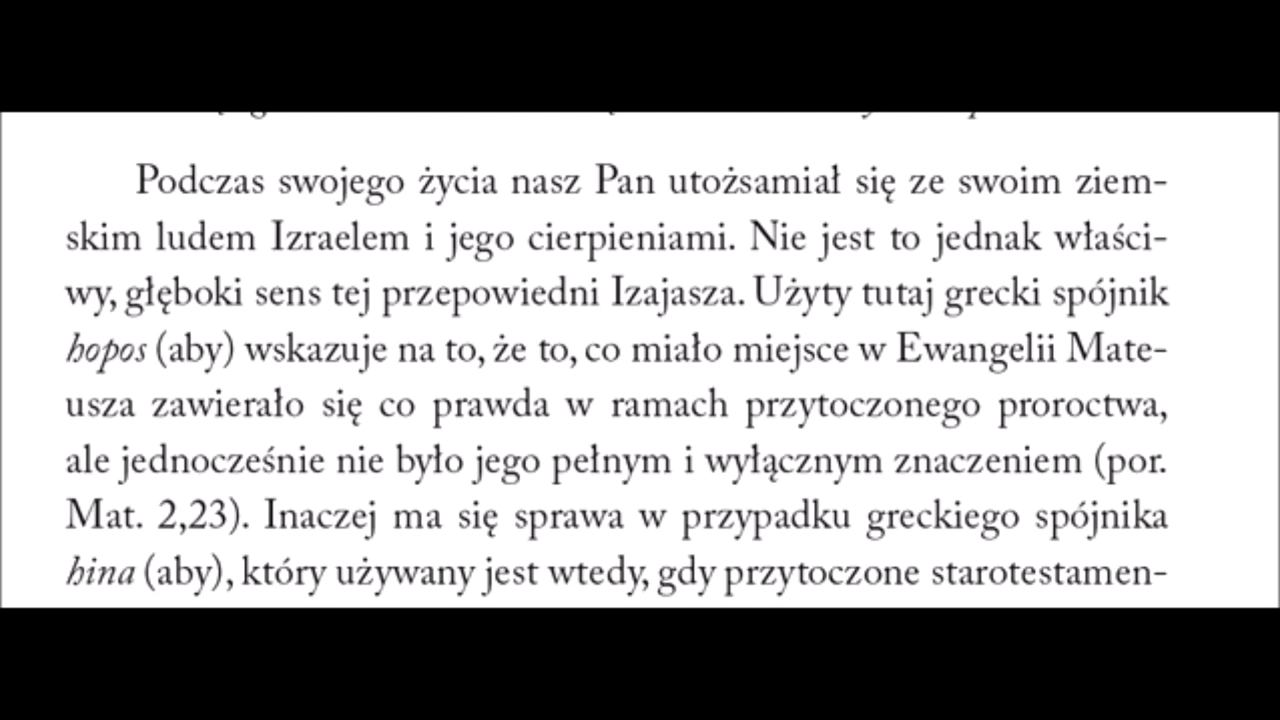 Podczas swojego życia nasz Pan utożsamiał się ze swoim ziem-
skim ludem Izraelem i jego cierpieniami. Nie jest to jednak właści-
wy, głęboki sens tej przepowiedni Izajasza. Użyty tutaj grecki spójnik
hopos (aby) wskazuje na to, że to, co miało miejsce w Ewangelii Mate-
usza zawierało się co prawda w ramach przytoczonego proroctwa,
ale jednocześnie nie było jego pełnym i wyłącznym znaczeniem (por.
Mat. 2,23). Inaczej ma się sprawa w przypadku greckiego spójnika
hina (aby), który używany jest wtedy, gdy przytoczone starotestamen-